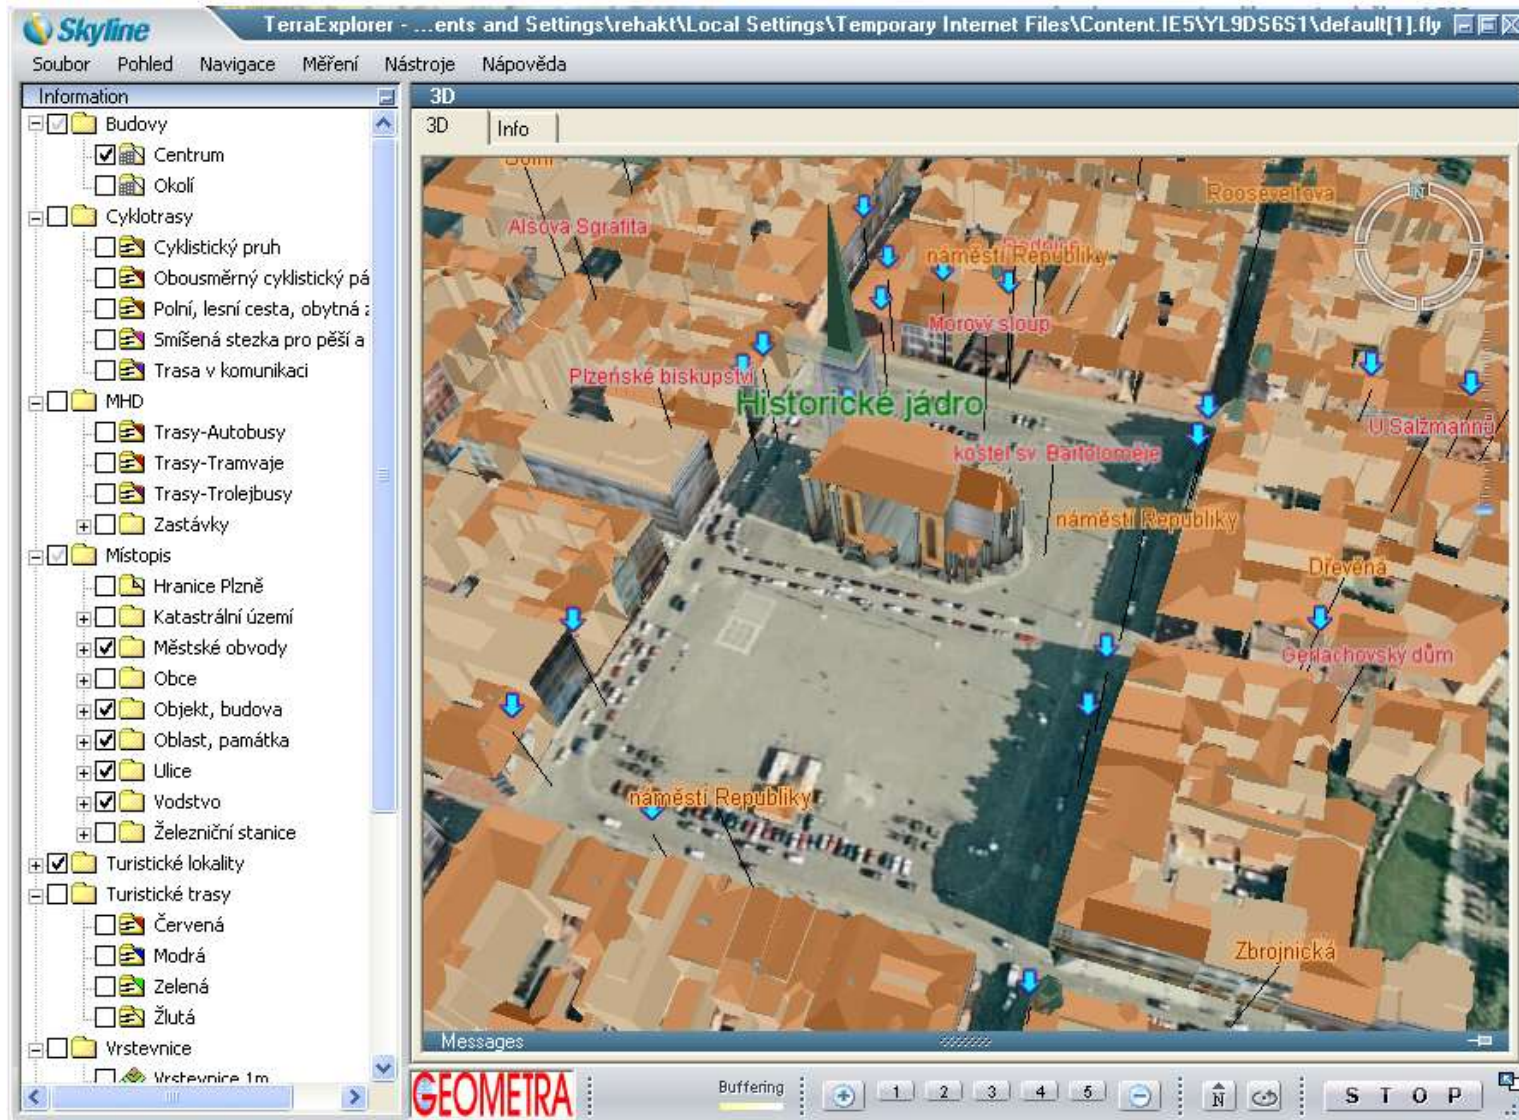 Skyline
TerraExplorer - ...ents and Settings\rehakt\Local Settings\Temporary Internet Files\Content.IE5\YL9DS6S1\default[1].fly
Soubor Pohled Navigace Měření Nástroje Nápověda
Information
Budovy
Centrum
Okolí
Cyklotrasy
Cyklistický pruh
Obousměrný cyklistický pá
Polní, lesní cesta, obytná
Smíšená stezka pro pěší a
Trasa v komunikaci
MHD
Trasy-Autobusy
Trasy-Tramvaje
Trasy-Trolejbusy
Zastávky
Místopis
Hranice Plzně
Katastrální území
Městské obvody
Obce
Objekt, budova
Oblast, památka
Ulice
Vodstvo
Železniční stanice
Turistické lokality
Turistické trasy
Červená
Modrá
Zelená
Žlutá
Vrstevnice
Vrstevnice 1m
3D
3D Info
Solní
Rooseveltova
N
Alšova Sgrafita
náměstí Republiky
Morový sloup
Plzeňské biskupství
Historické jádro
U Salzmannů
kostel sv. Bartoloměje
náměstí Republiky
Dřevěná
Gerlachovský dům
náměstí Republiky
Zbrojnická
Messages
GEOMETRA
Buffering
1 2 3 4 5
N
STOP